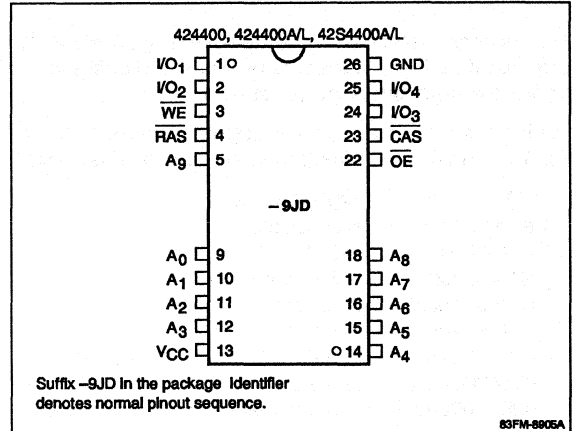 424400, 424400A/L, 42S4400A/L
I/O1 1 26 GND
I/O2 2 25 I/O4
WE 3 24 I/O3
RAS 4 23 CAS
A9 5 22 OE
–9JD
A0 9 18 A8
A1 10 17 A7
A2 11 16 A6
A3 12 15 A5
VCC 13 14 A4
Suffix –9JD in the package identifier
denotes normal pinout sequence.
83FM-8905A